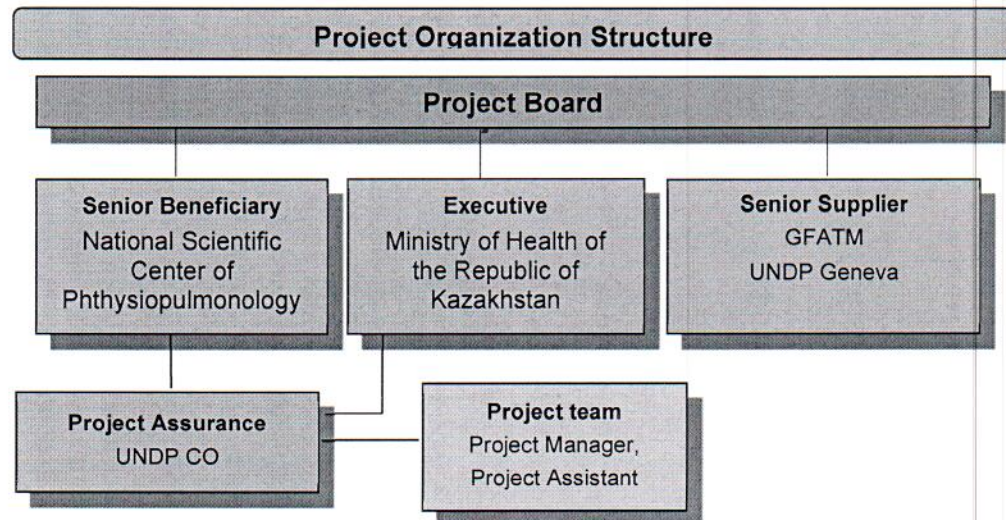 Project Organization Structure
Project Board
Senior Beneficiary
National Scientific
Center of
Phthysiopulmonology
Executive
Ministry of Health of
the Republic of
Kazakhstan
Senior Supplier
GFATM
UNDP Geneva
Project Assurance
UNDP CO
Project team
Project Manager,
Project Assistant